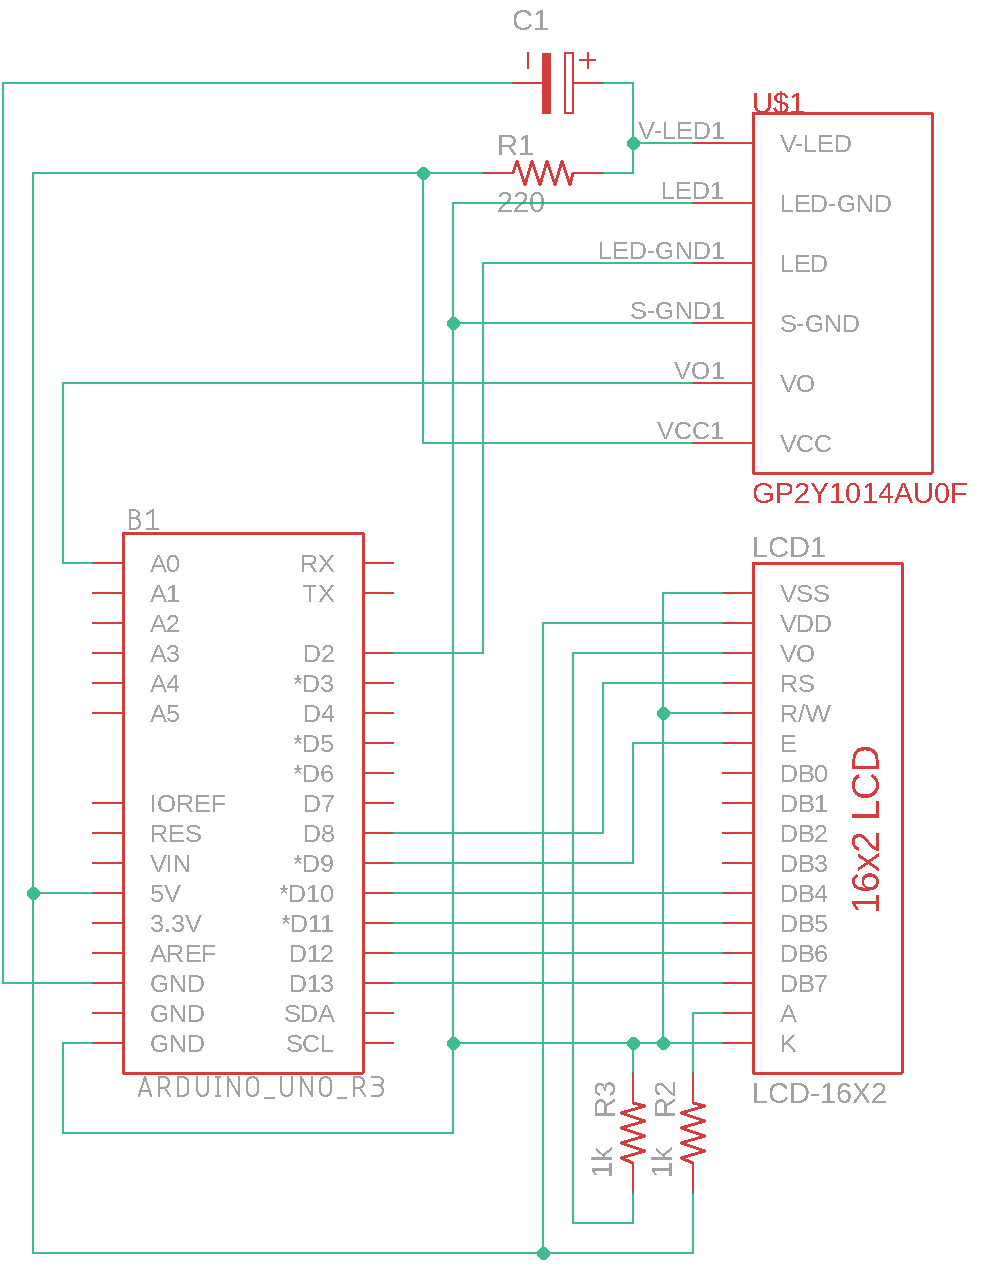 C1
U$1
V-LED1
V-LED
R1
220
LED1
LED-GND
LED-GND1
LED
S-GND1
S-GND
VO1
VO
VCC1
VCC
GP2Y1014AU0F
B1
A0
RX
A1
TX
A2
A3
D2
A4
*D3
A5
D4
*D5
*D6
IOREF
D7
RES
D8
VIN
*D9
5V
*D10
3.3V
*D11
AREF
D12
GND
D13
GND
SDA
GND
SCL
ARDUINO_UNO_R3
LCD1
VSS
VDD
VO
RS
R/W
E
DB0
DB1
DB2
DB3
DB4
DB5
DB6
DB7
A
K
16x2 LCD
LCD-16X2
R3
1k
R2
1k